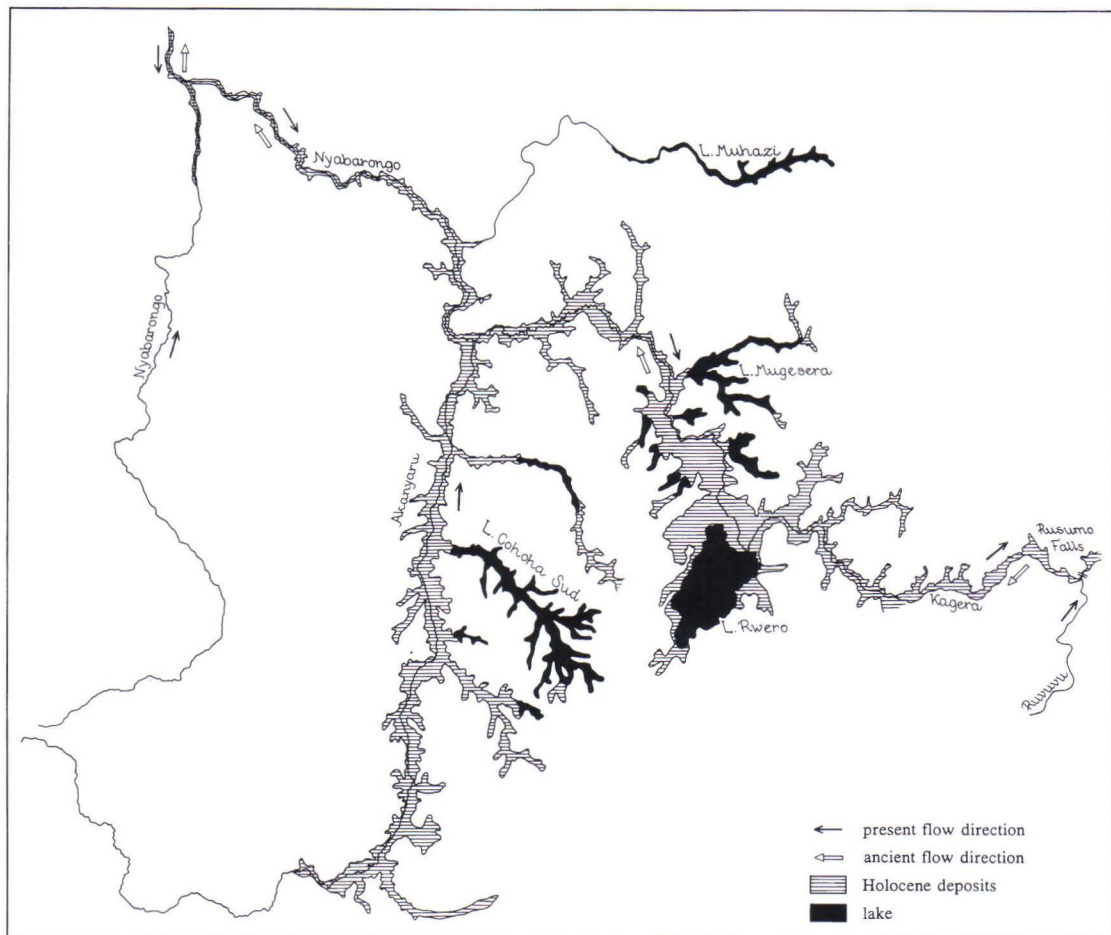 Nyabarongo
L. Muhazi
Nyabarongo
L. Mugesera
Akanyaru
L. Cohoha Sud
Rusumo
Falls
Kagera
L. Rwero
Ruvuvu
present flow direction
ancient flow direction
Holocene deposits
lake